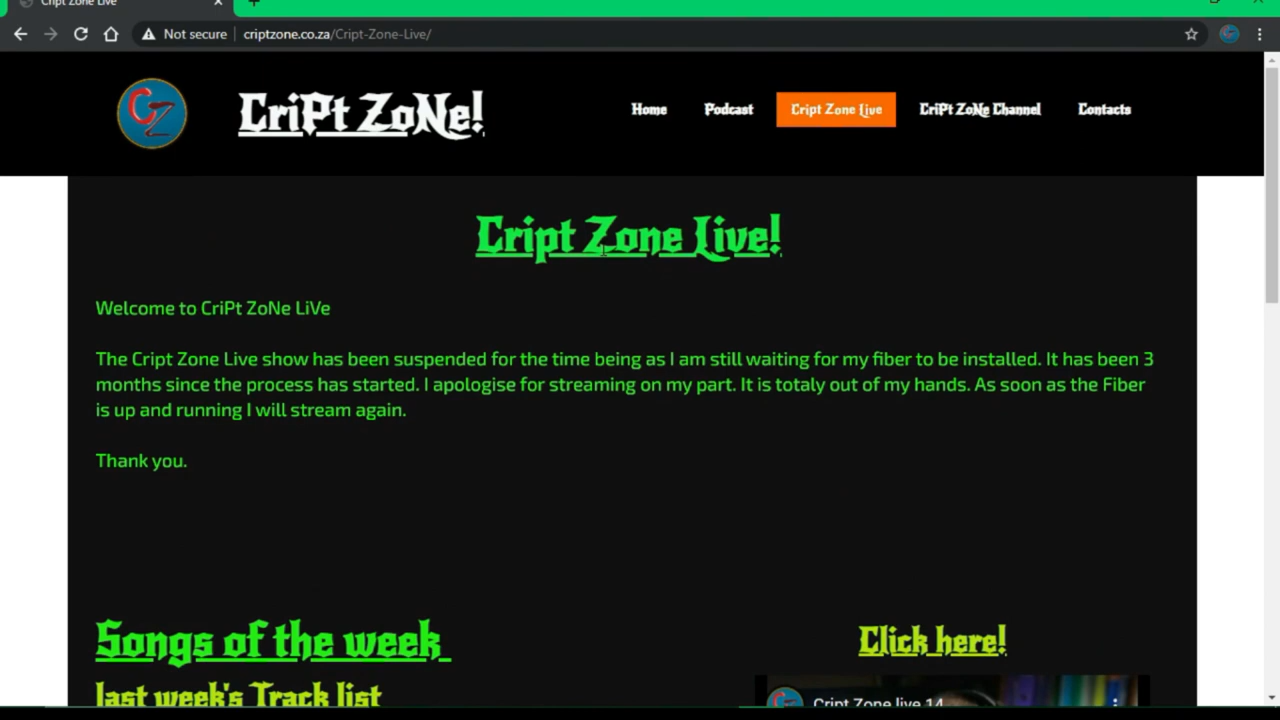 Cript Zone Live
Not secure
criptzone.co.za/Cript-Zone-Live/
CZ
CriPt ZoNe!
Home
Podcast
Cript Zone Live
CriPt ZoNe Channel
Contacts
Cript Zone Live!
Welcome to CriPt ZoNe LiVe
The Cript Zone Live show has been suspended for the time being as I am still waiting for my fiber to be installed. It has been 3
months since the process has started. I apologise for streaming on my part. It is totaly out of my hands. As soon as the Fiber
is up and running I will stream again.
Thank you.
Songs of the week
Click here!
last week's Track list
Cript Zone live 14